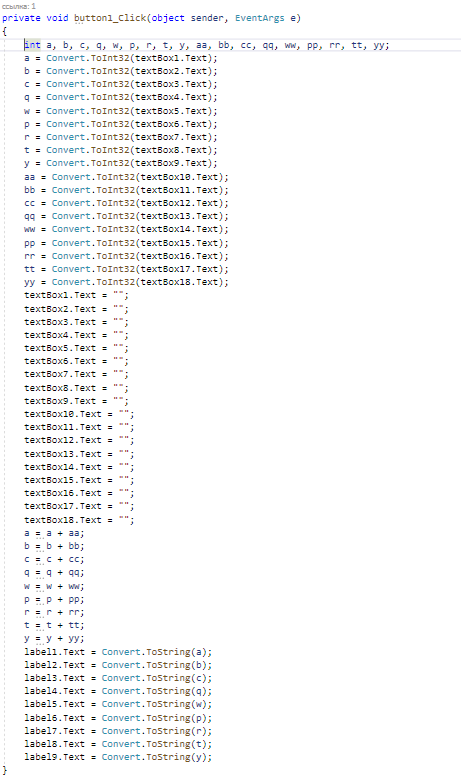 ссылка: 1
private void button1_Click(object sender, EventArgs e)
{
int a, b, c, q, w, p, r, t, y, aa, bb, cc, qq, ww, pp, rr, tt, yy;
a = Convert.ToInt32(textBox1.Text);
b = Convert.ToInt32(textBox2.Text);
c = Convert.ToInt32(textBox3.Text);
q = Convert.ToInt32(textBox4.Text);
w = Convert.ToInt32(textBox5.Text);
p = Convert.ToInt32(textBox6.Text);
r = Convert.ToInt32(textBox7.Text);
t = Convert.ToInt32(textBox8.Text);
y = Convert.ToInt32(textBox9.Text);
aa = Convert.ToInt32(textBox10.Text);
bb = Convert.ToInt32(textBox11.Text);
cc = Convert.ToInt32(textBox12.Text);
qq = Convert.ToInt32(textBox13.Text);
ww = Convert.ToInt32(textBox14.Text);
pp = Convert.ToInt32(textBox15.Text);
rr = Convert.ToInt32(textBox16.Text);
tt = Convert.ToInt32(textBox17.Text);
yy = Convert.ToInt32(textBox18.Text);
textBox1.Text = "";
textBox2.Text = "";
textBox3.Text = "";
textBox4.Text = "";
textBox5.Text = "";
textBox6.Text = "";
textBox7.Text = "";
textBox8.Text = "";
textBox9.Text = "";
textBox10.Text = "";
textBox11.Text = "";
textBox12.Text = "";
textBox13.Text = "";
textBox14.Text = "";
textBox15.Text = "";
textBox16.Text = "";
textBox17.Text = "";
textBox18.Text = "";
a = a + aa;
b = b + bb;
c = c + cc;
q = q + qq;
w = w + ww;
p = p + pp;
r = r + rr;
t = t + tt;
y = y + yy;
label1.Text = Convert.ToString(a);
label2.Text = Convert.ToString(b);
label3.Text = Convert.ToString(c);
label4.Text = Convert.ToString(q);
label5.Text = Convert.ToString(w);
label6.Text = Convert.ToString(p);
label7.Text = Convert.ToString(r);
label8.Text = Convert.ToString(t);
label9.Text = Convert.ToString(y);
}